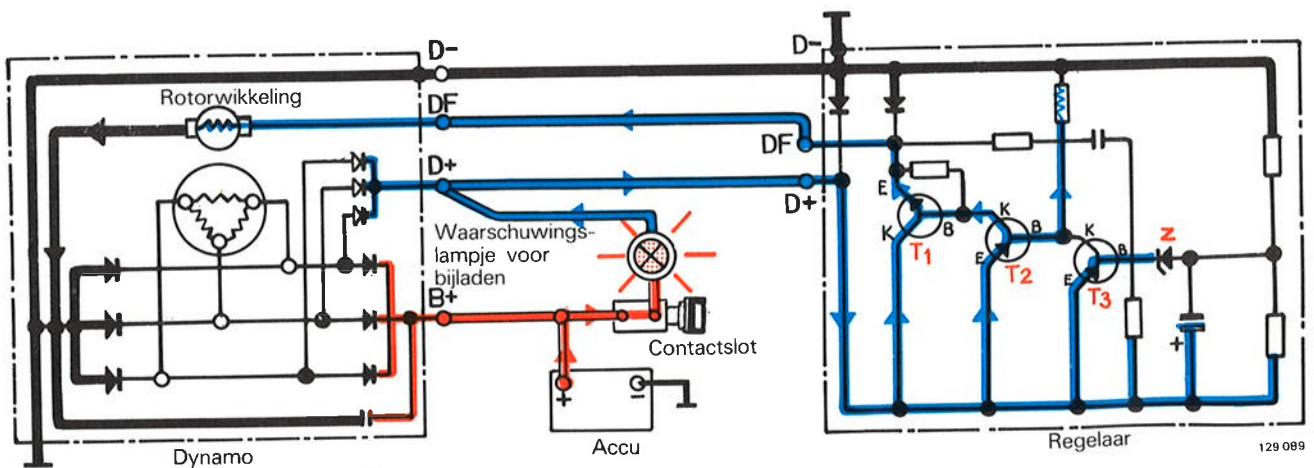 D-
Rotorwikkeling
DF
D+
Waarschuwings-
lampje voor
bijladen
B+
Contactslot
+
-
Accu
Dynamo
D-
DF
D+
E
K
B
T1
K
B
E
T2
K
B
E
T3
Z
+
Regelaar
129 089